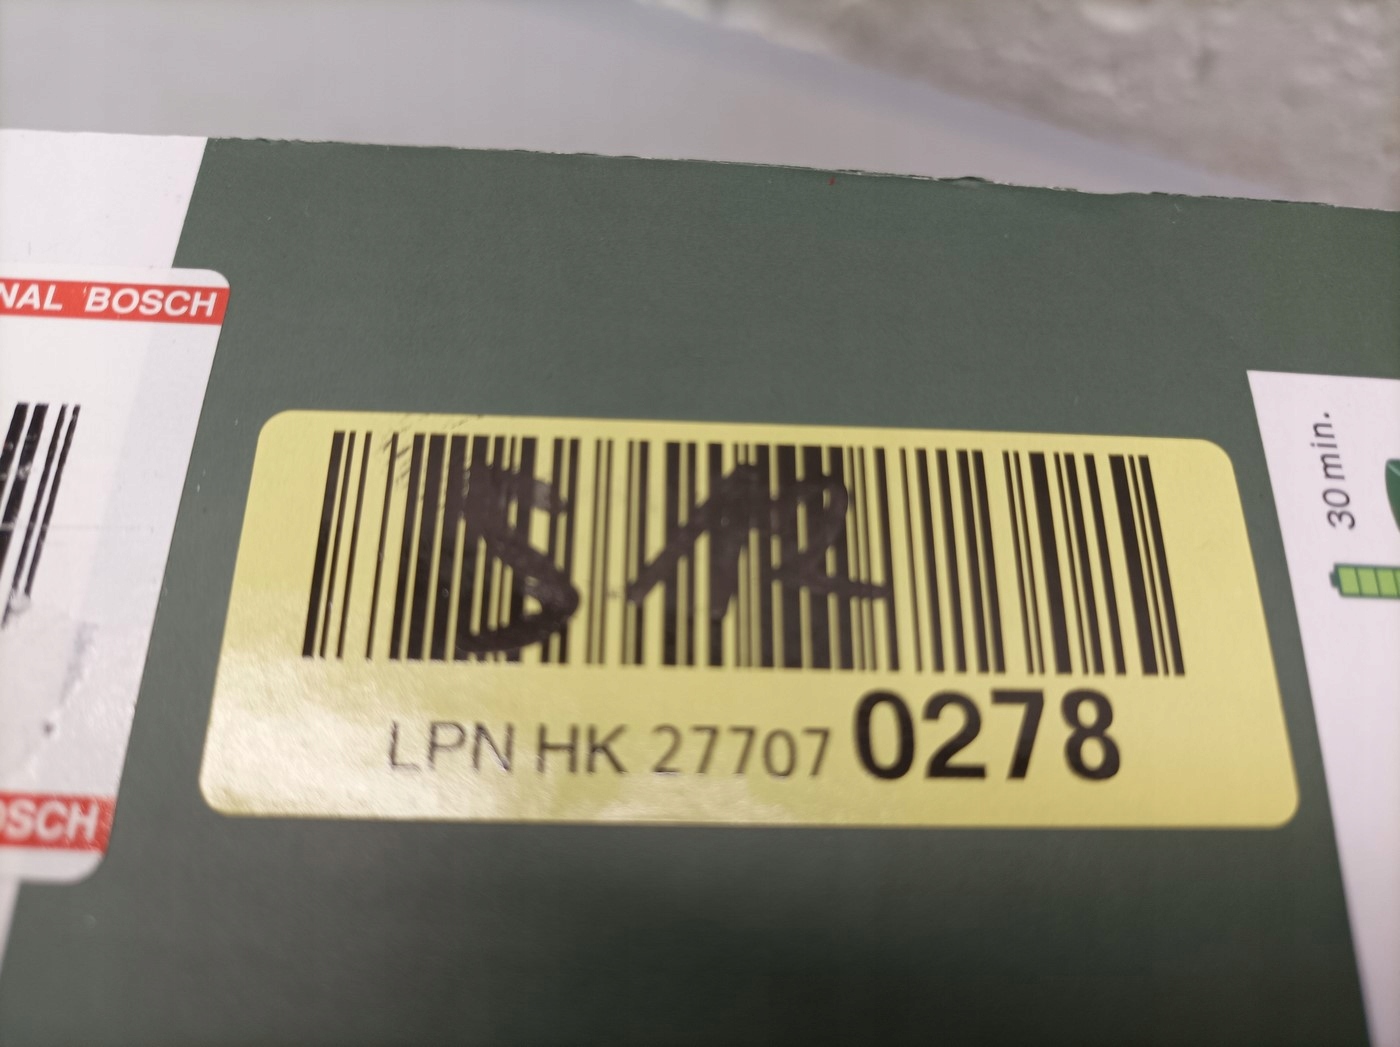 NAL BOSCH
OSCH
LPN HK 27707 0278
30 min.